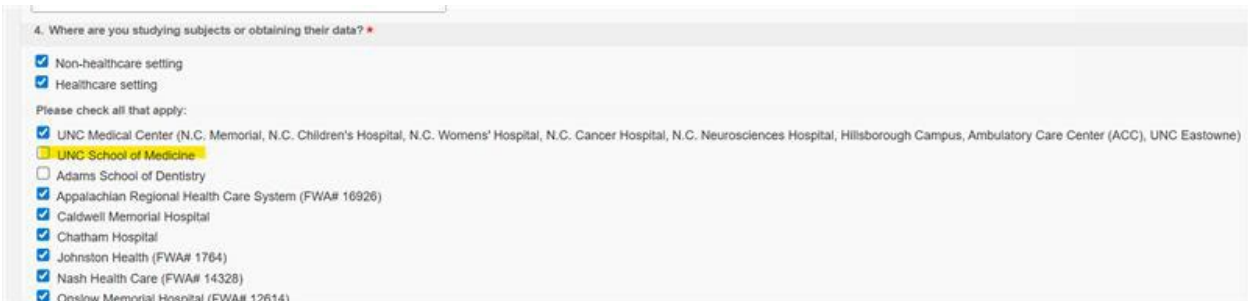 4. Where are you studying subjects or obtaining their data? *
Non-healthcare setting
Healthcare setting
Please check all that apply:
UNC Medical Center (N.C. Memorial, N.C. Children's Hospital, N.C. Womens' Hospital, N.C. Cancer Hospital, N.C. Neurosciences Hospital, Hillsborough Campus, Ambulatory Care Center (ACC), UNC Eastowne)
UNC School of Medicine
Adams School of Dentistry
Appalachian Regional Health Care System (FWA# 16926)
Caldwell Memorial Hospital
Chatham Hospital
Johnston Health (FWA# 1764)
Nash Health Care (FWA# 14328)
Onslow Memorial Hospital (FWA# 12614)